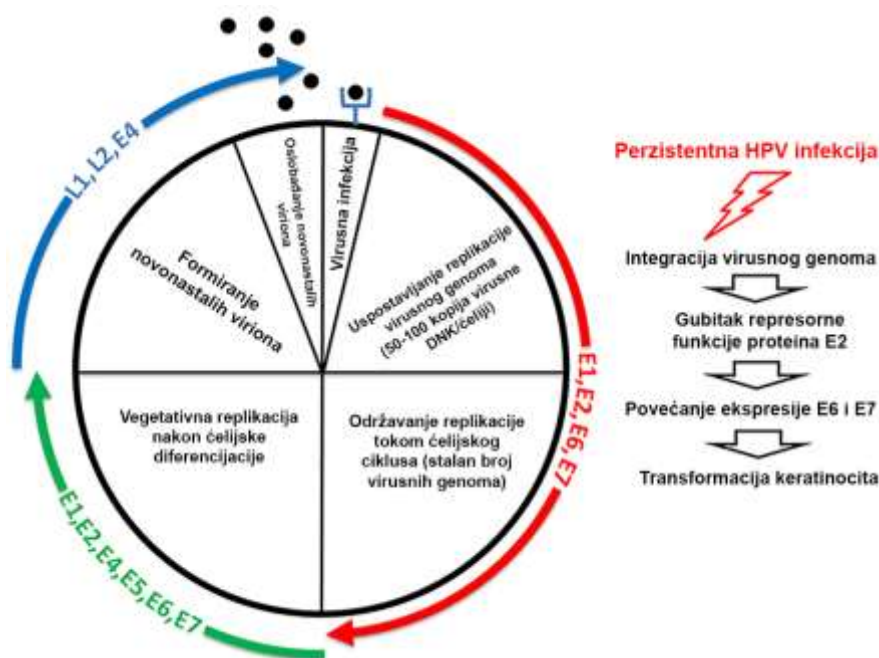 L1, L2, E4
Oslobađanje novonastalih
viriona
Virusna infekcija
Formiranje
novonastalih viriona
Uspostavljanje replikacije
virusnog genoma
(50-100 kopija virusne
DNK/ćeliji)
Vegetativna replikacija
nakon ćelijske
diferencijacije
Održavanje replikacije
tokom ćelijskog
ciklusa (stalan broj
virusnih genoma)
E1,E2,E6,E7
E1,E2,E4,E5,E6,E7
Perzistentna HPV infekcija
Integracija virusnog genoma
Gubitak represorne
funkcije proteina E2
Povećanje ekspresije E6 i E7
Transformacija keratinocita